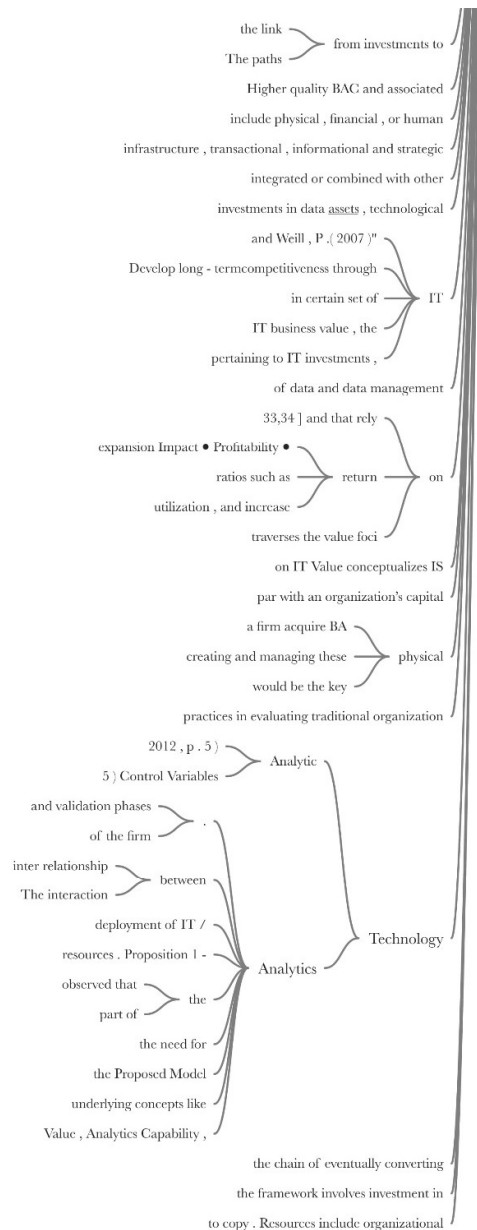 the link
from investments to
The paths
Higher quality BAC and associated
include physical , financial , or human
infrastructure , transactional , informational and strategic
integrated or combined with other
investments in data assets , technological
and Weill , P .( 2007 )"
Develop long - termcompetitiveness through
in certain set of
IT
IT business value , the
pertaining to IT investments ,
of data and data management
33,34 ] and that rely
expansion Impact • Profitability •
ratios such as
return
on
utilization , and increase
traverses the value foci
on IT Value conceptualizes IS
par with an organization's capital
a firm acquire BA
creating and managing these
physical
would be the key
practices in evaluating traditional organization
2012 , p . 5 )
Analytic
5 ) Control Variables
and validation phases
.
of the firm
inter relationship
between
The interaction
deployment of IT /
Technology
resources . Proposition 1 -
Analytics
observed that
the
part of
the need for
the Proposed Model
underlying concepts like
Value , Analytics Capability ,
the chain of eventually converting
the framework involves investment in
to copy . Resources include organizational